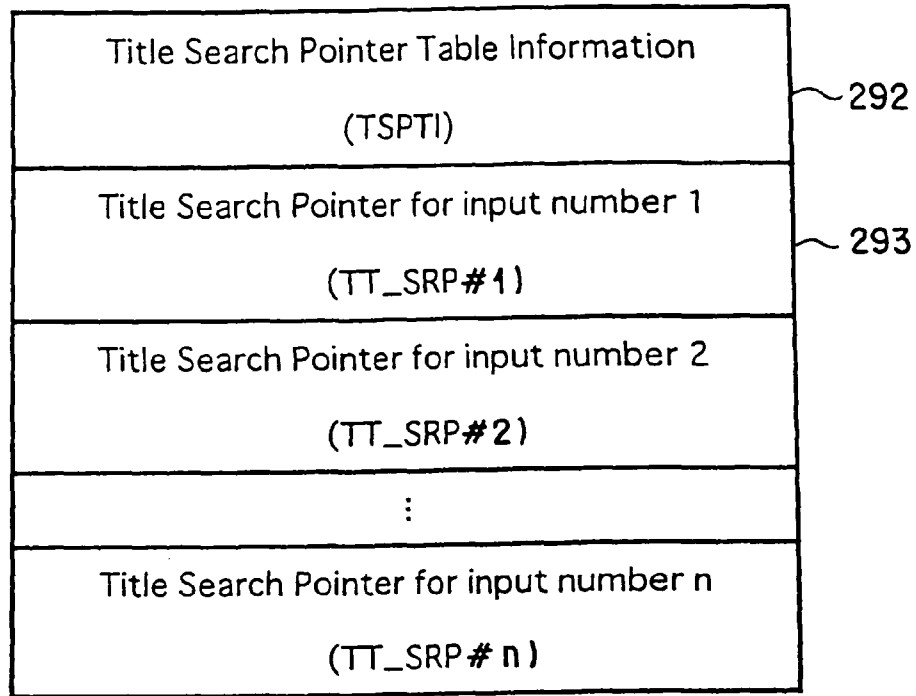 Title Search Pointer Table Information
(TSPTI)
292
Title Search Pointer for input number 1
(TT_SRP#1)
293
Title Search Pointer for input number 2
(TT_SRP#2)
⋮
Title Search Pointer for input number n
(TT_SRP# n)